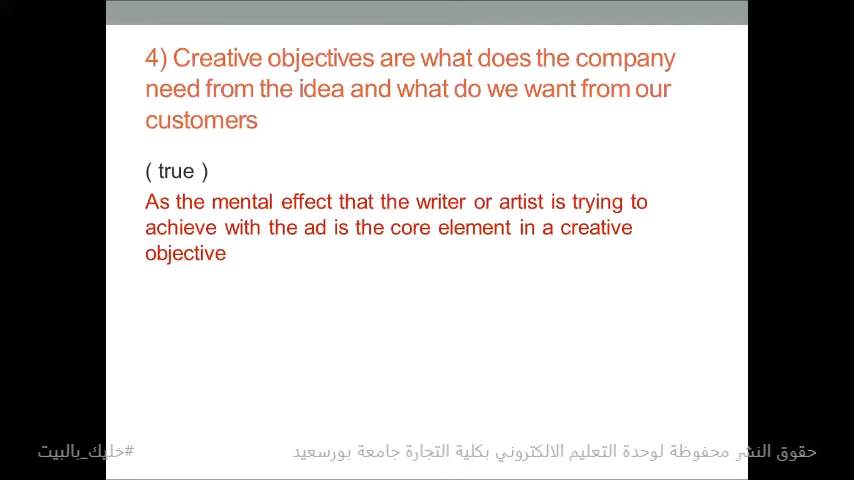 4) Creative objectives are what does the company
need from the idea and what do we want from our
customers
( true )
As the mental effect that the writer or artist is trying to
achieve with the ad is the core element in a creative
objective
حقوق النشر محفوظة لوحدة التعليم الالكتروني بكلية التجارة جامعة بورسعيد
#خليك_بالبيت